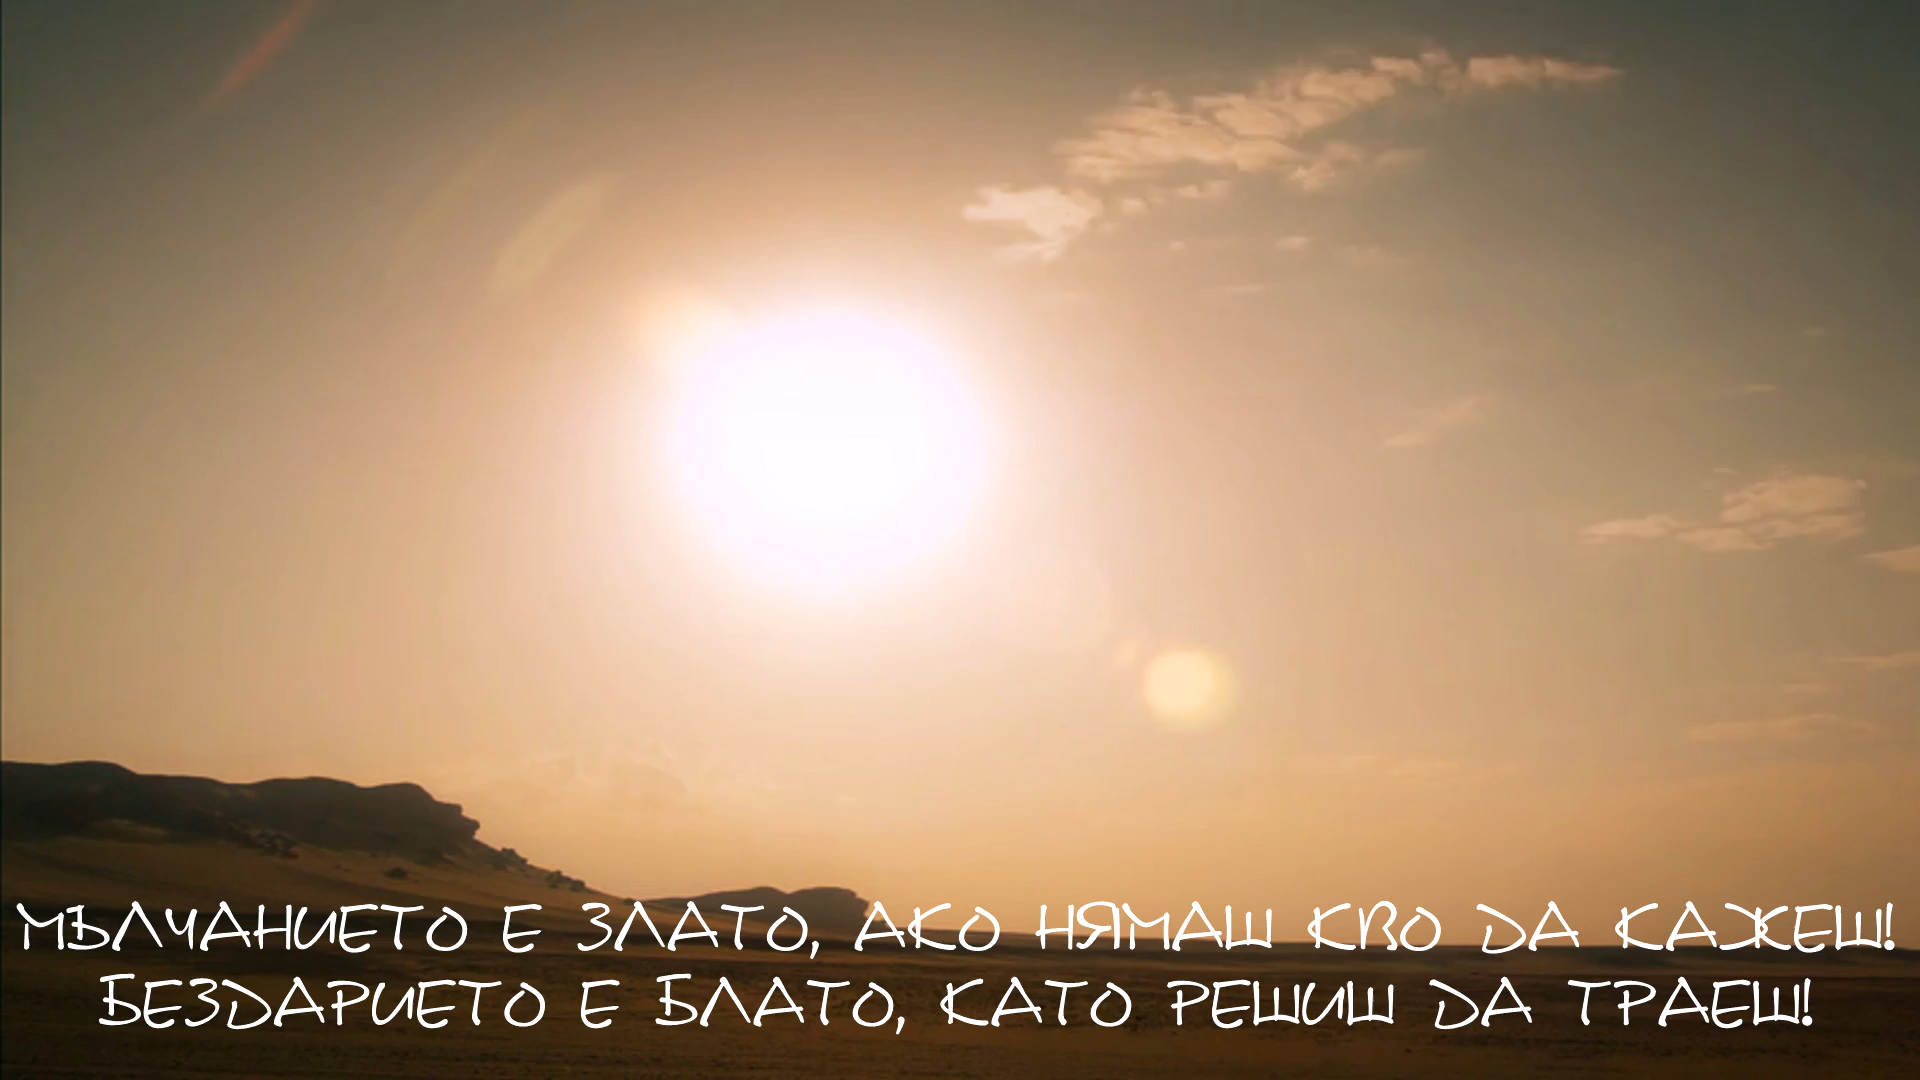 МЪЛЧАНИЕТО Е ЗЛАТО, АКО НЯМАШ КВО ДА КАЖЕШ!
БЕЗДАРИЕТО Е БЛАТО, КАТО РЕШИШ ДА ТРАЕШ!